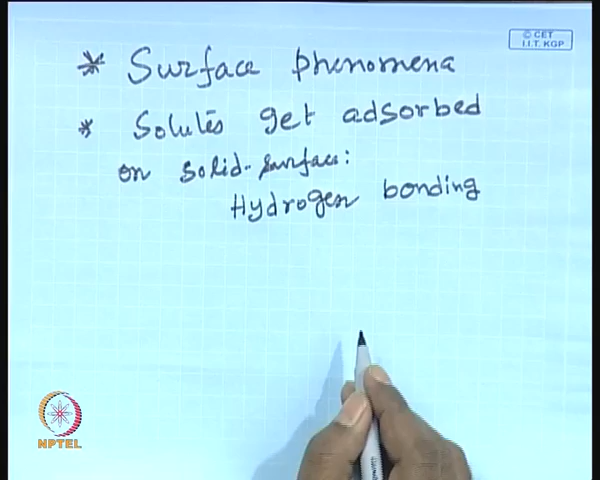 © CET
I.I.T. KGP
* Surface phenomena
* Solutes get adsorbed
on solid-surface:
Hydrogen bonding
NPTEL